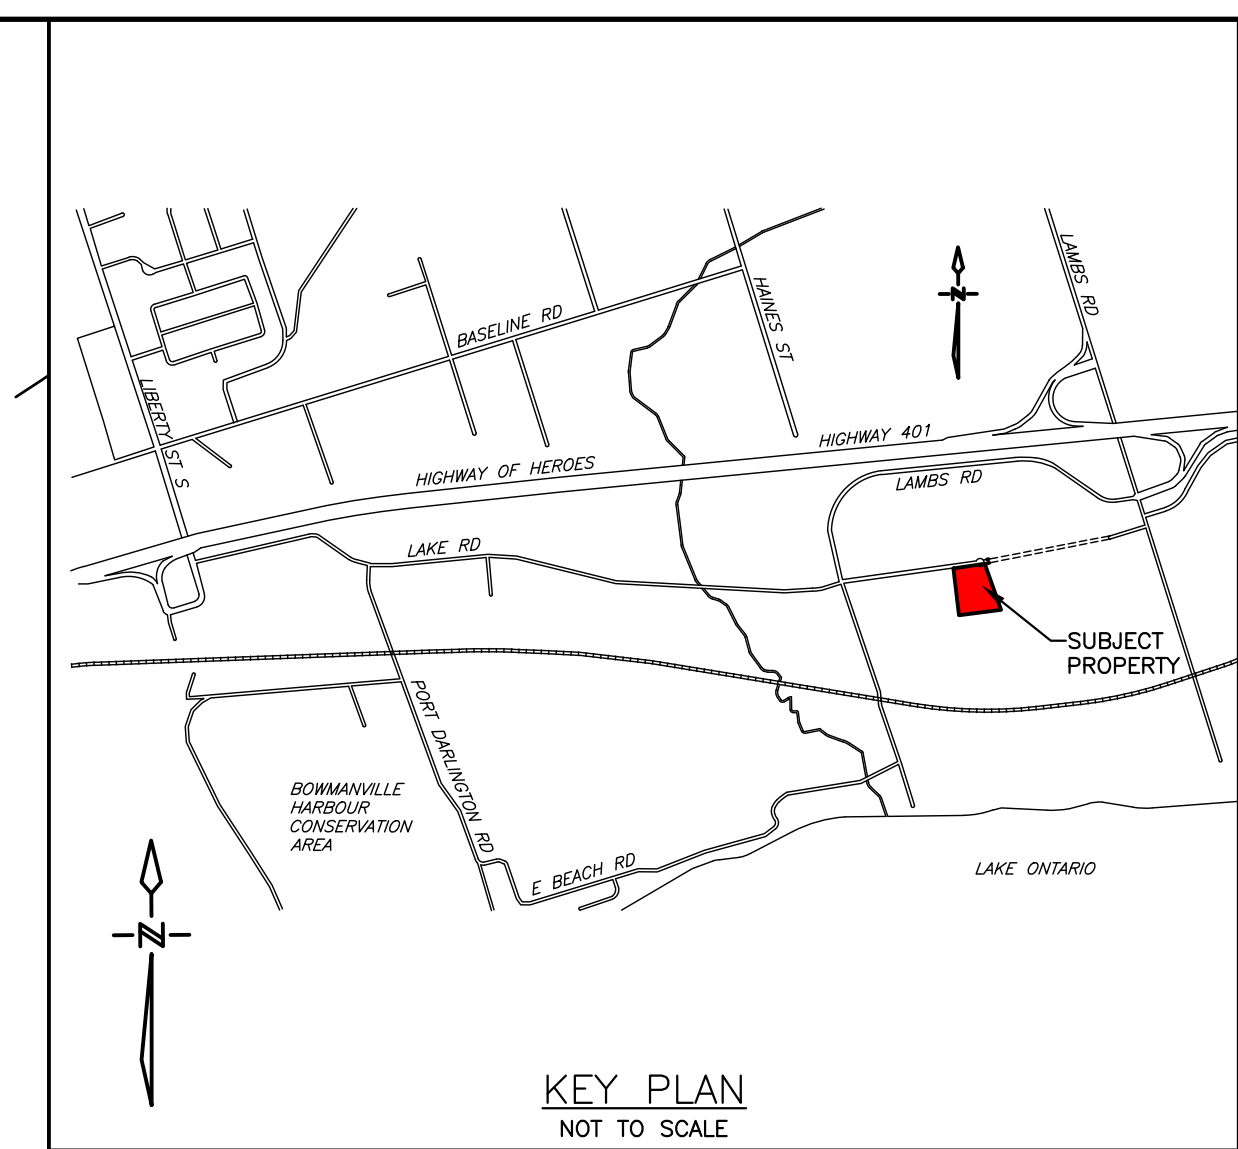 LAMBS RD
HAINES ST
BASELINE RD
LIBERTY ST S
HIGHWAY 401
HIGHWAY OF HEROES
LAMBS RD
LAKE RD
SUBJECT
PROPERTY
PORT DARLINGTON RD
BOWMANVILLE
HARBOUR
CONSERVATION
AREA
E BEACH RD
LAKE ONTARIO
N
N
KEY PLAN
NOT TO SCALE